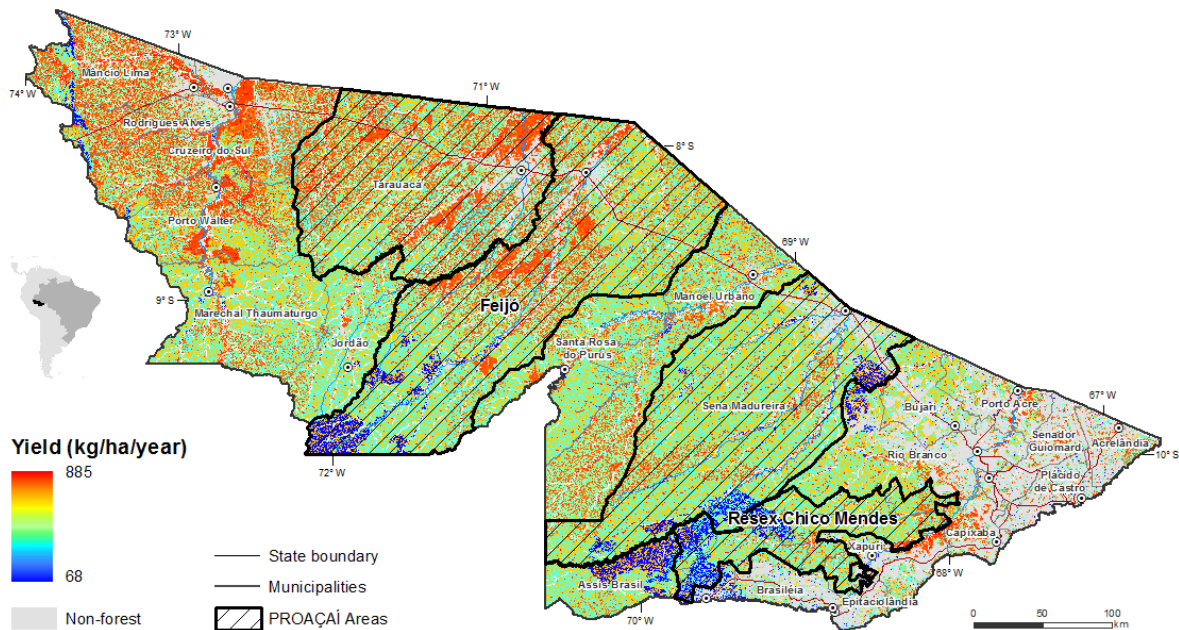 73° W
Mâncio Lima
74° W
71° W
Rodrigues Alves
Cruzeiro do Sul
8° S
Tarauaca
Porto Walter
69° W
9° S
Manoel Urbano
Feijó
Marechal Thaumaturgo
Jordão
Santa Rosa
do Purus
Sena Madureira
Bujari
Porto Acre
67° W
Senador
Guiomard
Acrelândia
10° S
Rio Branco
Plácido
de Castro
72° W
Yield (kg/ha/year)
885
68
Non-forest
State boundary
Municipalities
PROAÇAÍ Areas
Resex Chico Mendes
Capixaba
Xapuri
68° W
Assis Brasil
Brasiléia
Epitaciolândia
70° W
0 50 100
km